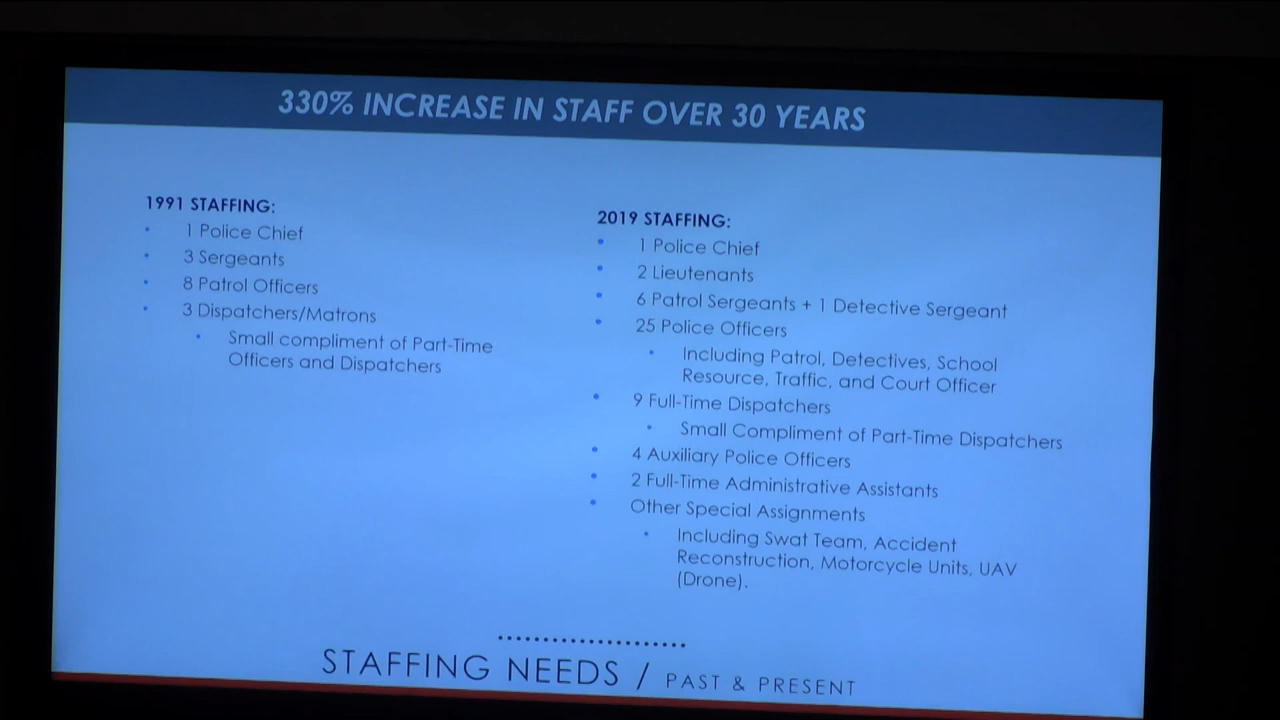 330% INCREASE IN STAFF OVER 30 YEARS
1991 STAFFING:
1 Police Chief
3 Sergeants
8 Patrol Officers
3 Dispatchers/Matrons
Small compliment of Part-Time
Officers and Dispatchers
2019 STAFFING:
1 Police Chief
2 Lieutenants
6 Patrol Sergeants + 1 Detective Sergeant
25 Police Officers
Including Patrol, Detectives, School
Resource, Traffic, and Court Officer
9 Full-Time Dispatchers
Small Compliment of Part-Time Dispatchers
4 Auxiliary Police Officers
2 Full-Time Administrative Assistants
Other Special Assignments
Including Swat Team, Accident
Reconstruction, Motorcycle Units, UAV
(Drone).
STAFFING NEEDS / PAST & PRESENT